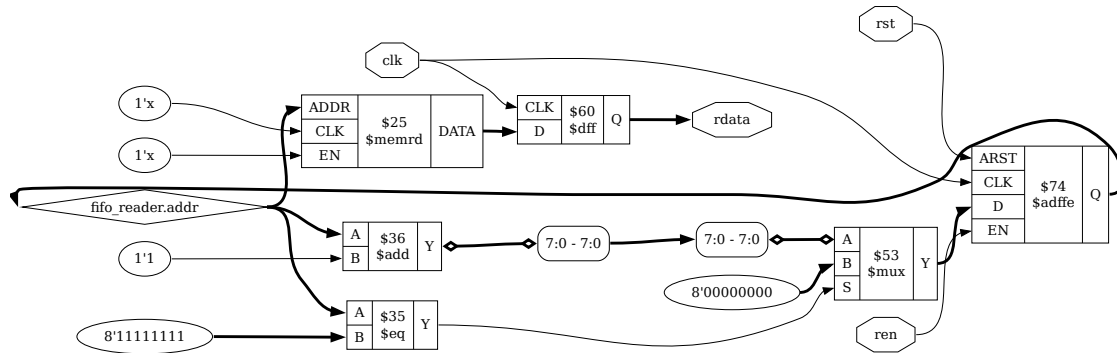 rst
clk
1'x
1'x
ADDR
CLK
EN
$25
$memrd
DATA
CLK
D
$60
$dff
Q
rdata
fifo_reader.addr
ARST
CLK
D
EN
$74
$adffe
Q
1'1
A
B
$36
$add
Y
7:0 - 7:0
7:0 - 7:0
A
B
S
$53
$mux
Y
8'00000000
8'11111111
A
B
$35
$eq
Y
ren